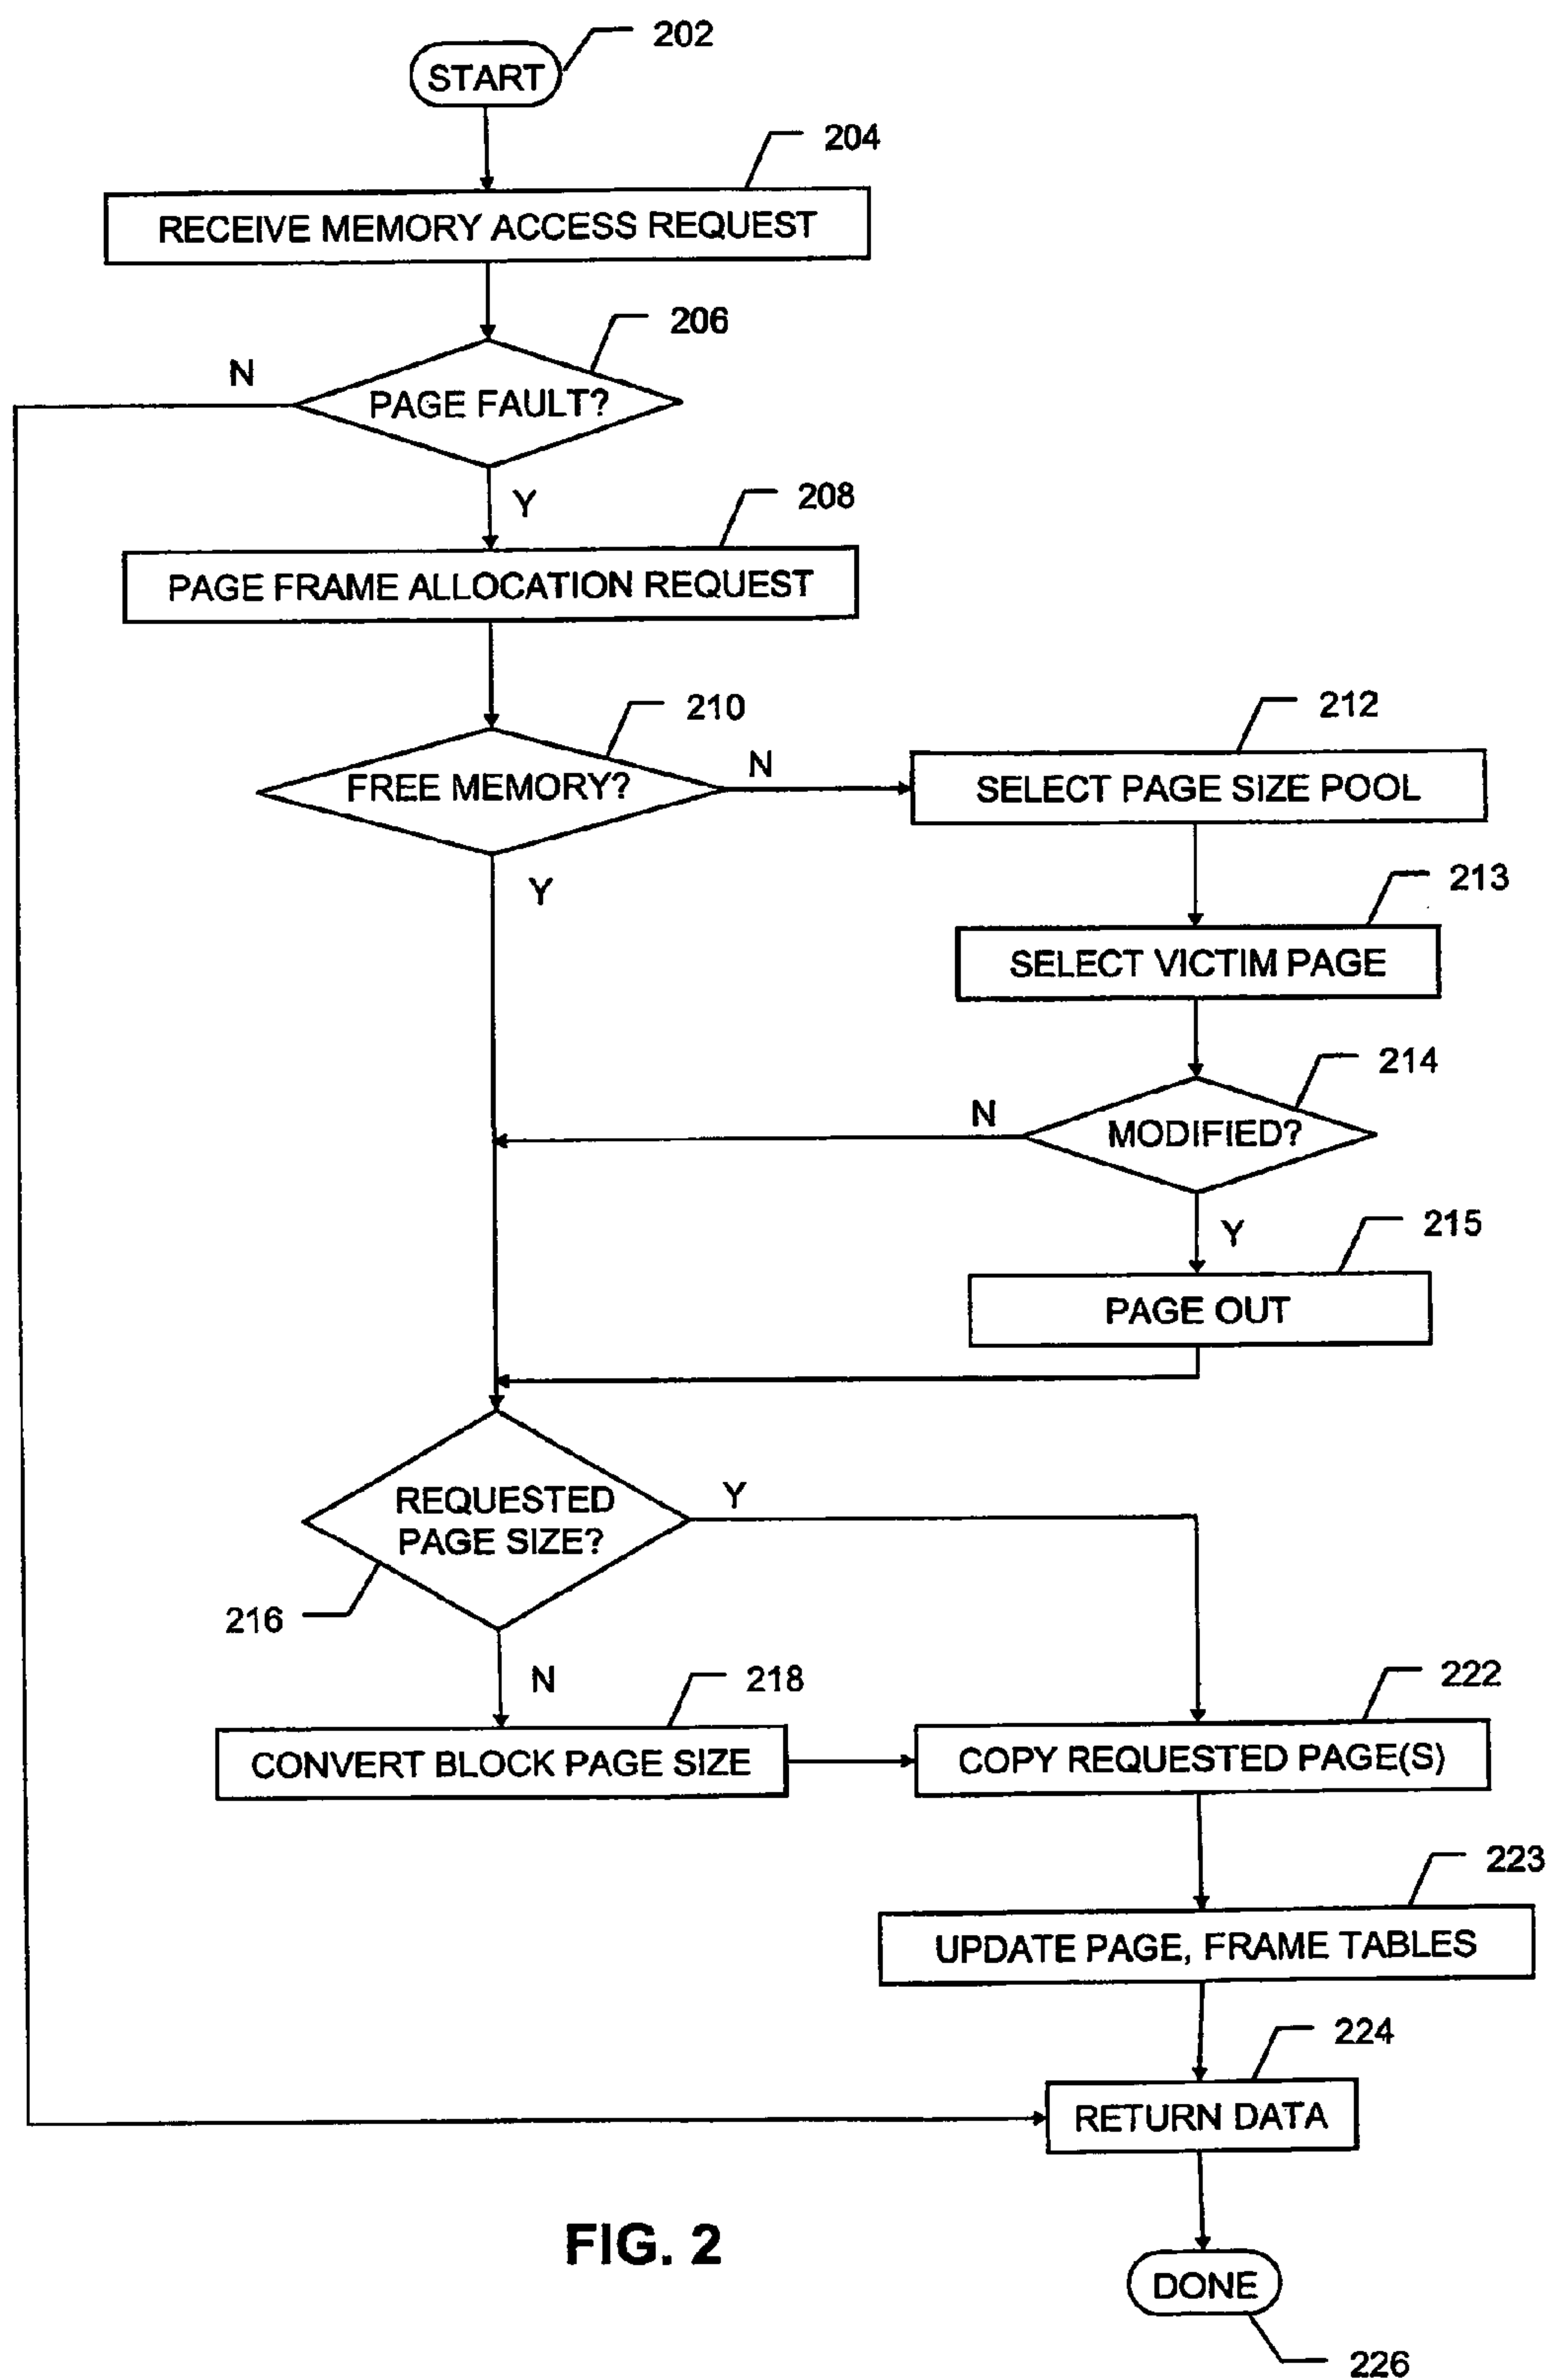 202
START
204
RECEIVE MEMORY ACCESS REQUEST
206
N
PAGE FAULT?
Y
208
PAGE FRAME ALLOCATION REQUEST
210
212
FREE MEMORY?
N
SELECT PAGE SIZE POOL
Y
213
SELECT VICTIM PAGE
214
N
MODIFIED?
Y
215
PAGE OUT
REQUESTED
PAGE SIZE?
Y
216
N
218
222
CONVERT BLOCK PAGE SIZE
COPY REQUESTED PAGE(S)
223
UPDATE PAGE, FRAME TABLES
224
RETURN DATA
FIG. 2
DONE
226